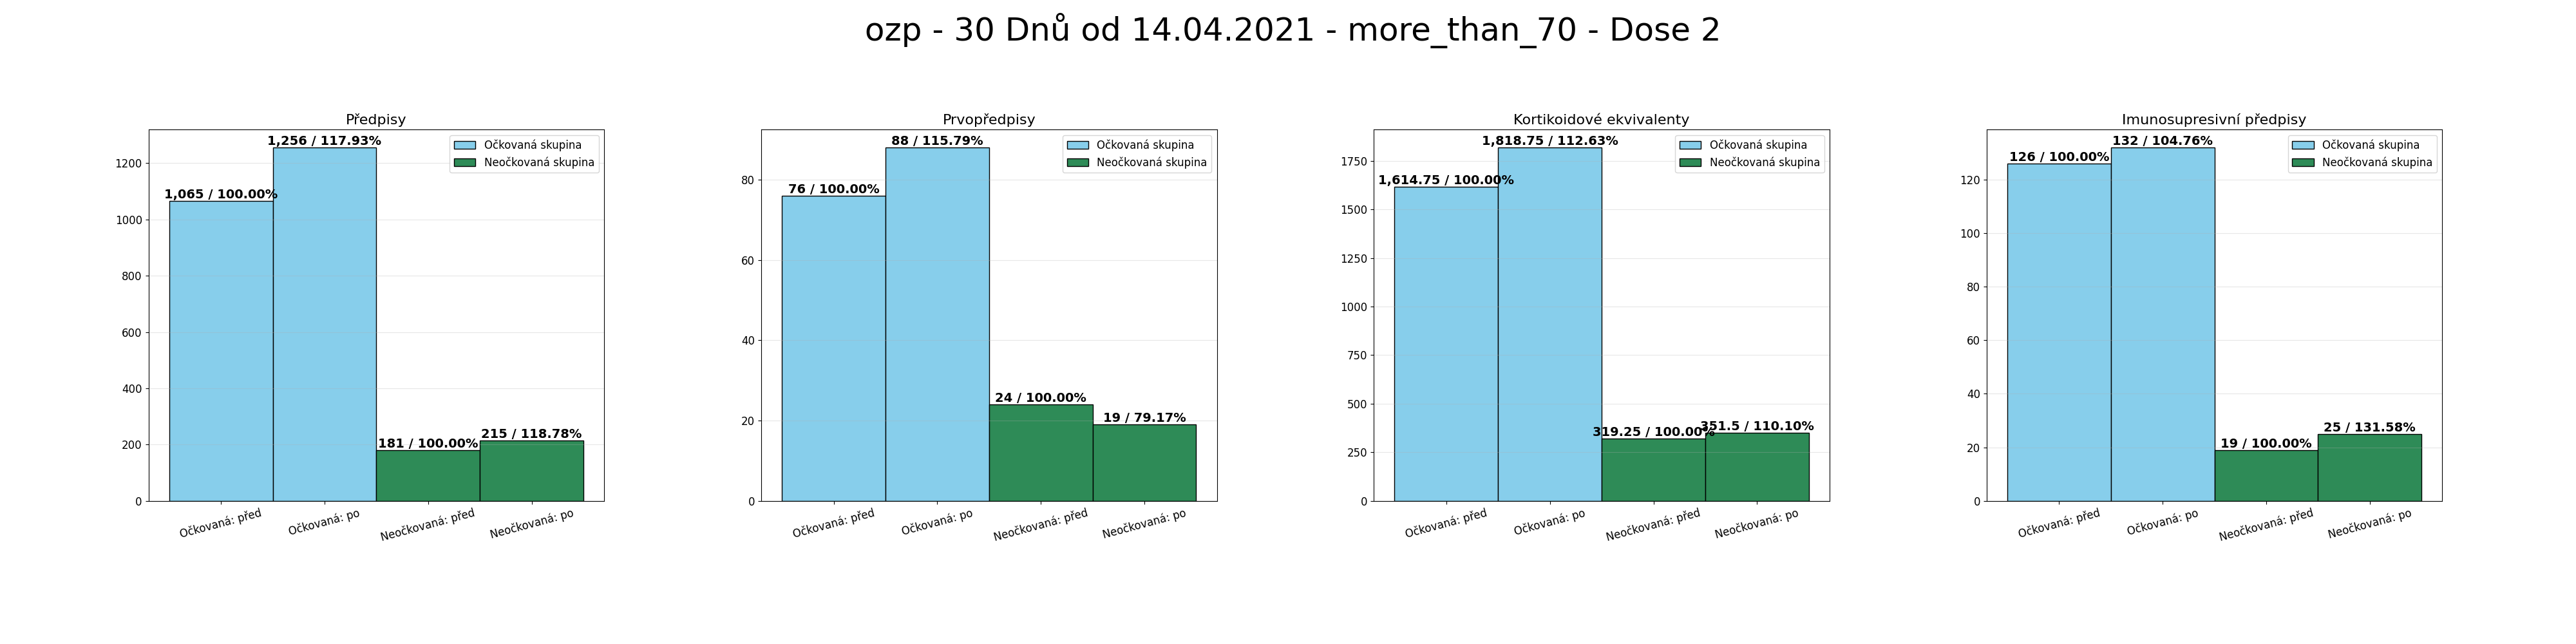 ozp - 30 Dnů od 14.04.2021 - more_than_70 - Dose 2
Předpisy
1,065 / 100.00%
1,256 / 117.93%
181 / 100.00%
215 / 118.78%
Očkovaná skupina
Neočkovaná skupina
0
200
400
600
800
1000
1200
Očkovaná: před
Očkovaná: po
Neočkovaná: před
Neočkovaná: po
Prvopředpisy
76 / 100.00%
88 / 115.79%
24 / 100.00%
19 / 79.17%
Očkovaná skupina
Neočkovaná skupina
0
20
40
60
80
Očkovaná: před
Očkovaná: po
Neočkovaná: před
Neočkovaná: po
Kortikoidové ekvivalenty
1,614.75 / 100.00%
1,818.75 / 112.63%
319.25 / 100.00%
351.5 / 110.10%
Očkovaná skupina
Neočkovaná skupina
0
250
500
750
1000
1250
1500
1750
Očkovaná: před
Očkovaná: po
Neočkovaná: před
Neočkovaná: po
Imunosupresivní předpisy
126 / 100.00%
132 / 104.76%
19 / 100.00%
25 / 131.58%
Očkovaná skupina
Neočkovaná skupina
0
20
40
60
80
100
120
Očkovaná: před
Očkovaná: po
Neočkovaná: před
Neočkovaná: po